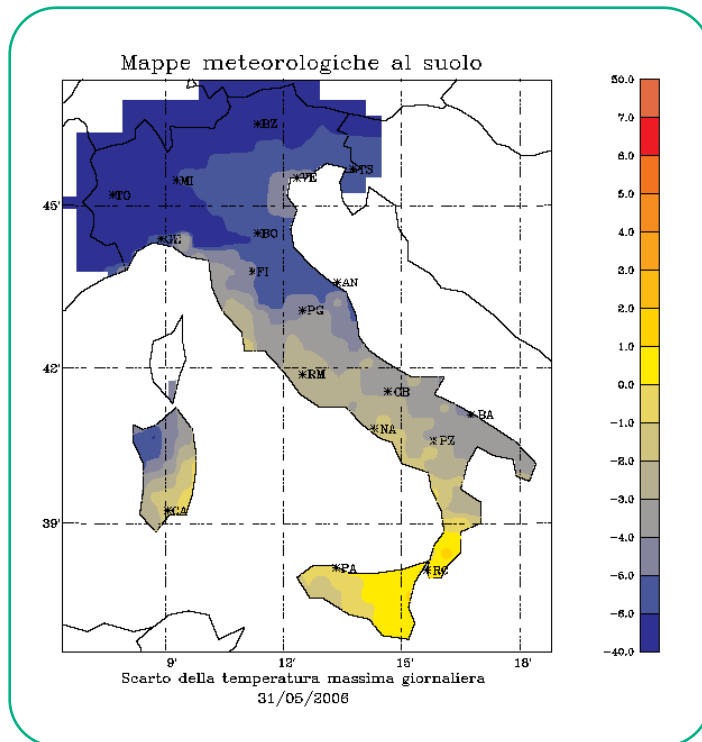 Mappe meteorologiche al suolo
BZ
TS
MI
VE
TO
45'
GE
BO
FI
AN
PG
42'
RM
CB
BA
NA
PZ
CA
39'
PA
RC
9'
12'
15'
18'
Scarto della temperatura massima giornaliera
31/05/2006
50.0
7.0
6.0
5.0
4.0
3.0
2.0
1.0
0.0
-1.0
-2.0
-3.0
-4.0
-5.0
-6.0
-40.0